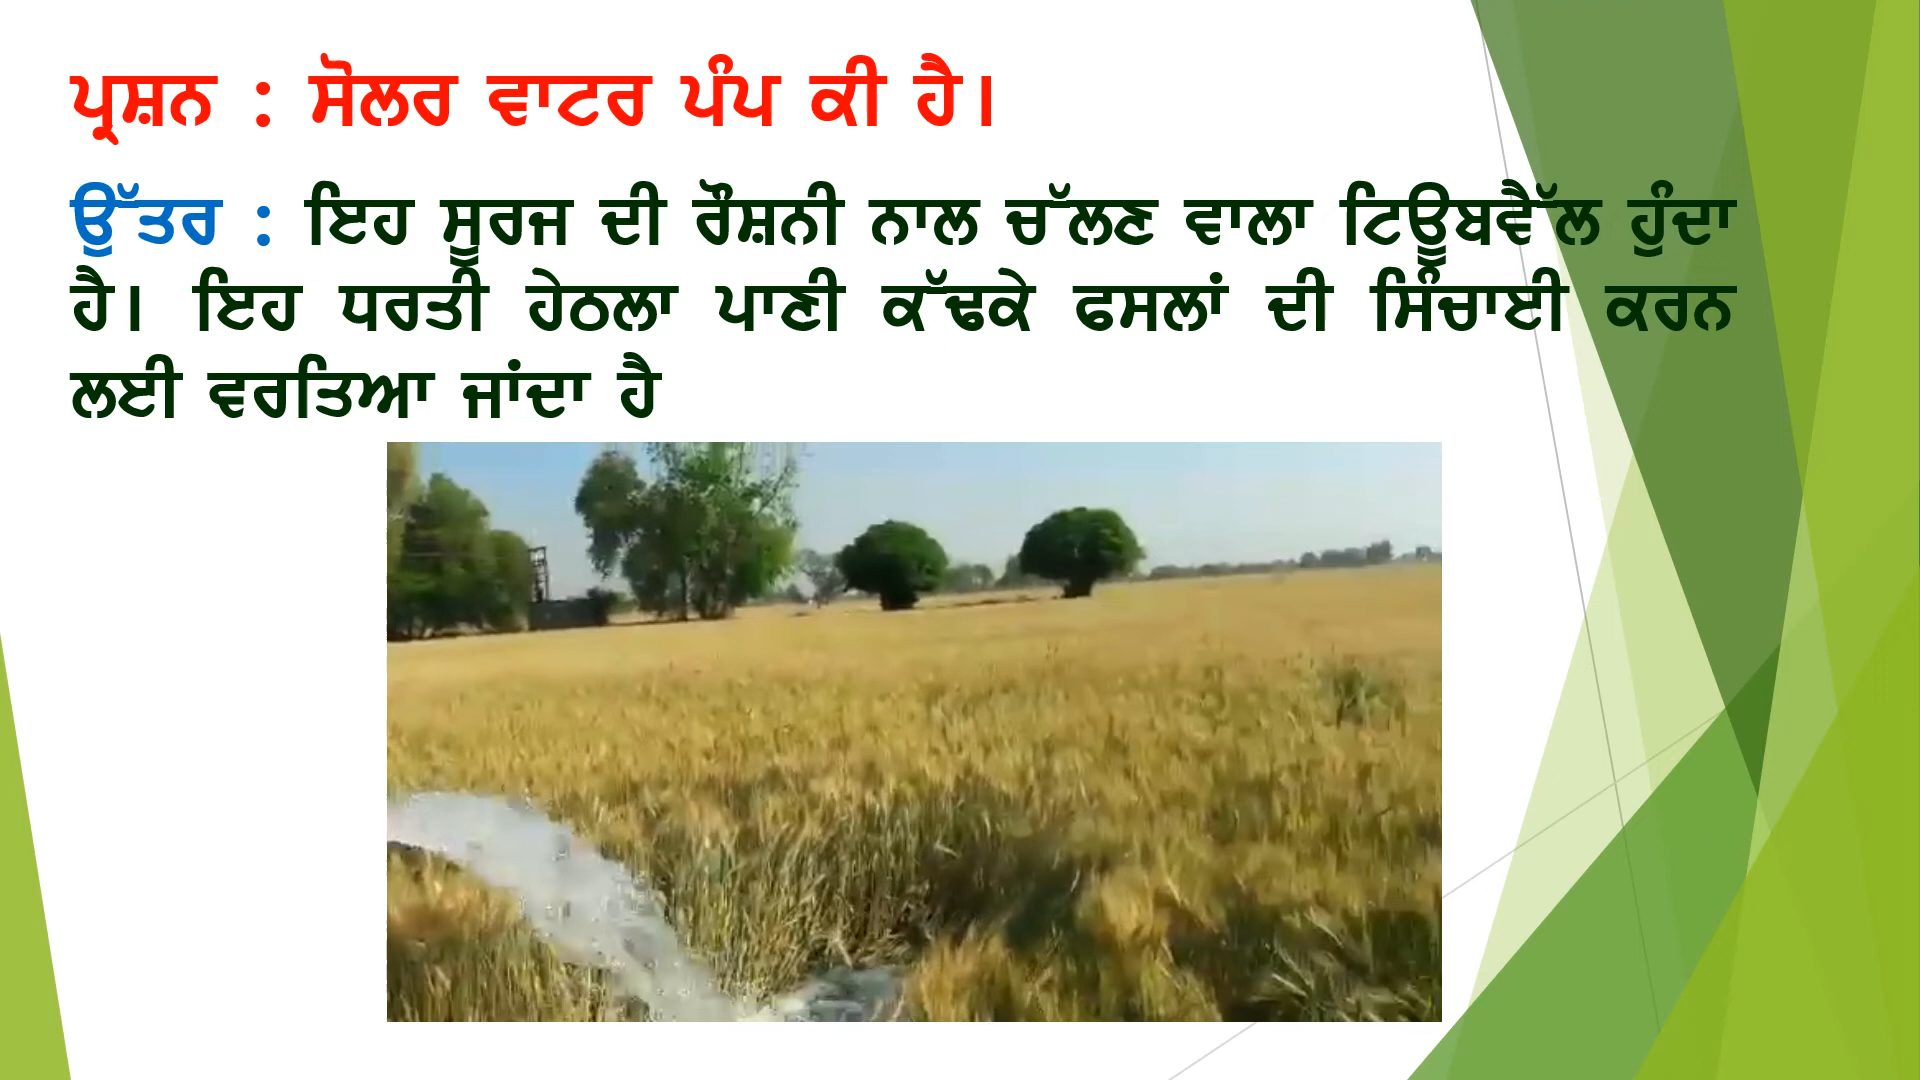 ਪ੍ਰਸ਼ਨ : ਸੋਲਰ ਵਾਟਰ ਪੰਪ ਕੀ ਹੈ।
ਉੱਤਰ : ਇਹ ਸੂਰਜ ਦੀ ਰੌਸ਼ਨੀ ਨਾਲ ਚੱਲਣ ਵਾਲਾ ਟਿਊਬਵੈੱਲ ਹੁੰਦਾ
ਹੈ। ਇਹ ਧਰਤੀ ਹੇਠਲਾ ਪਾਣੀ ਕੱਢਕੇ ਫਸਲਾਂ ਦੀ ਸਿੰਚਾਈ ਕਰਨ
ਲਈ ਵਰਤਿਆ ਜਾਂਦਾ ਹੈ